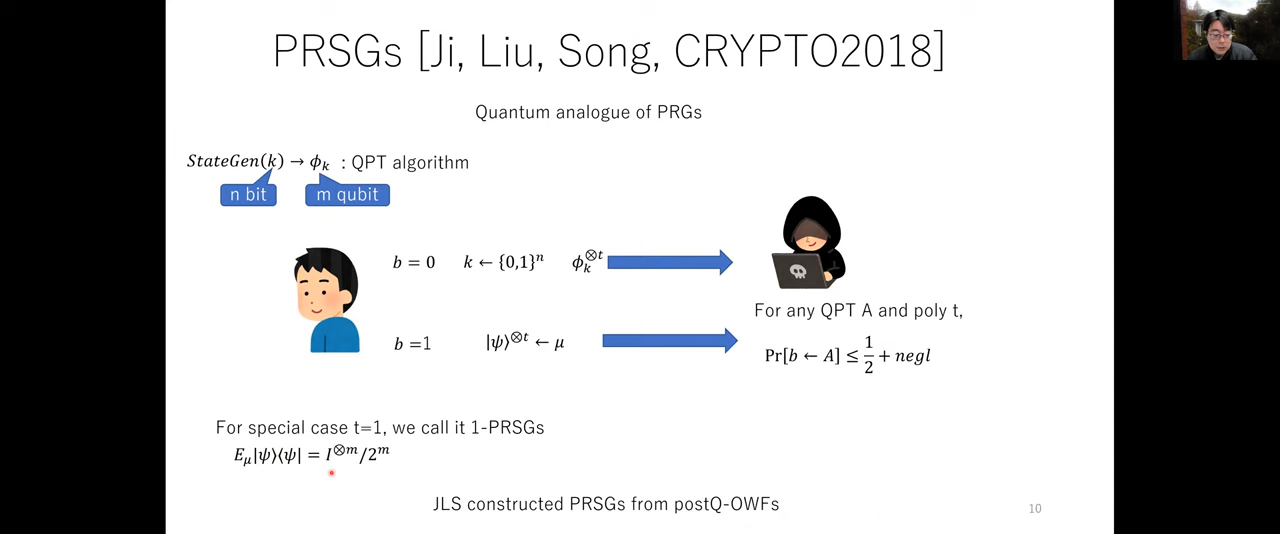 PRSGs [Ji, Liu, Song, CRYPTO2018]
Quantum analogue of PRGs
StateGen(k) → ϕₖ : QPT algorithm
n bit
m qubit
b = 0 k ← {0,1}ⁿ ϕₖ^⊗t
For any QPT A and poly t,
b = 1 |ψ⟩^⊗t ← μ
Pr[b ← A] ≤ 1/2 + negl
For special case t=1, we call it 1-PRSGs
E_μ|ψ⟩⟨ψ| = I^⊗m/2^m
JLS constructed PRSGs from postQ-OWFs
10